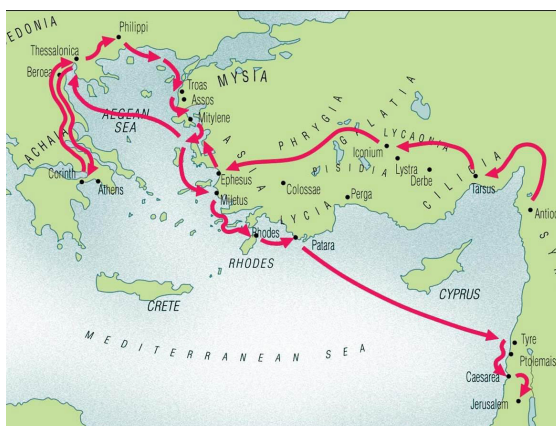 EDONIA
Philippi
Thessalonica
Beroea
MYSIA
Troas
Assos
Mitylene
AEGEAN
SEA
ACHAIA
ASIA
PHRYGIA
GALATIA
LYCAONIA
Iconium
PISIDIA
Lystra
Derbe
CILICIA
Tarsus
Antioc
S Y
Corinth
Athens
Ephesus
Miletus
Colossae
LYCIA
Perga
Rhodes
RHODES
Patara
CRETE
CYPRUS
MEDITERRANEAN SEA
Tyre
Ptolemais
Caesarea
Jerusalem